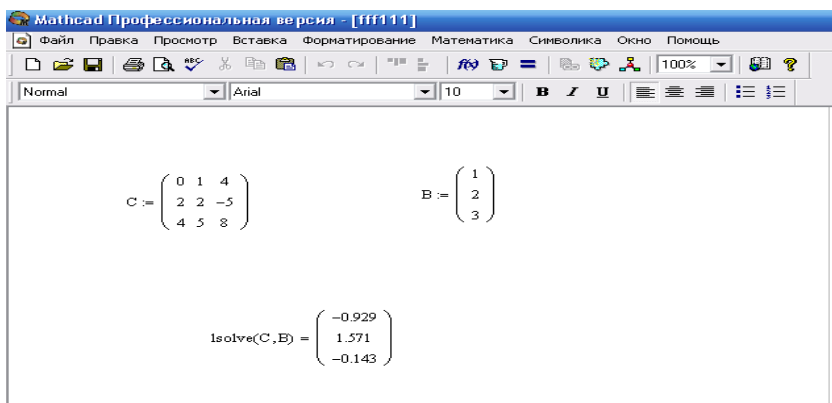 Mathcad Профессиональная версия - [fff111]
Файл Правка Просмотр Вставка Форматирование Математика Символика Окно Помощь
f(x) 100%
Normal Arial 10 B I U
C := ( 0 1 4
2 2 -5
4 5 8 )
B := ( 1
2
3 )
lsolve(C,B) = ( -0.929
1.571
-0.143 )